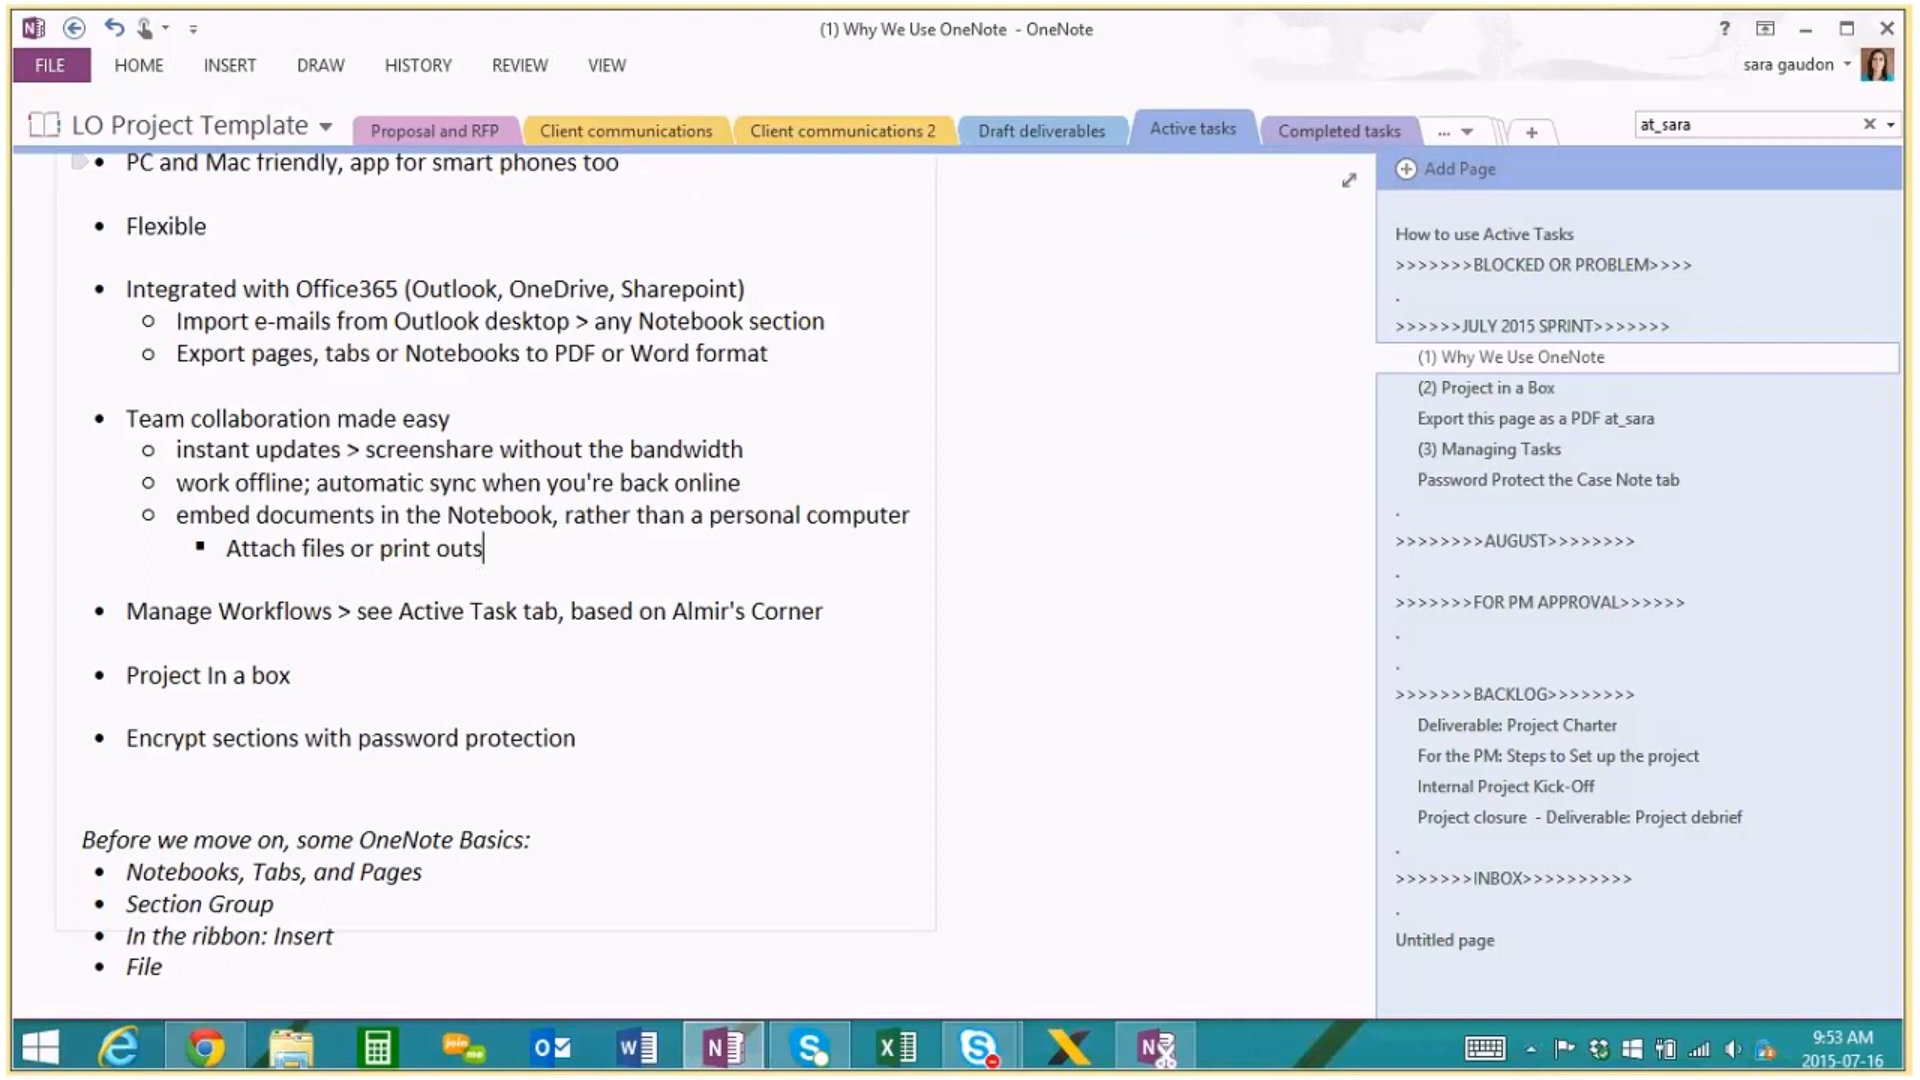 (1) Why We Use OneNote - OneNote
?
FILE HOME INSERT DRAW HISTORY REVIEW VIEW
sara gaudon
LO Project Template
Proposal and RFP
Client communications
Client communications 2
Draft deliverables
Active tasks
Completed tasks
...
at_sara
• PC and Mac friendly, app for smart phones too
• Flexible
• Integrated with Office365 (Outlook, OneDrive, Sharepoint)
o Import e-mails from Outlook desktop > any Notebook section
o Export pages, tabs or Notebooks to PDF or Word format
• Team collaboration made easy
o instant updates > screenshare without the bandwidth
o work offline; automatic sync when you're back online
o embed documents in the Notebook, rather than a personal computer
▪ Attach files or print outs
• Manage Workflows > see Active Task tab, based on Almir's Corner
• Project In a box
• Encrypt sections with password protection
Before we move on, some OneNote Basics:
• Notebooks, Tabs, and Pages
• Section Group
• In the ribbon: Insert
• File
Add Page
How to use Active Tasks
>>>>>>>BLOCKED OR PROBLEM>>>>
.
>>>>>>JULY 2015 SPRINT>>>>>>>
(1) Why We Use OneNote
(2) Project in a Box
Export this page as a PDF at_sara
(3) Managing Tasks
Password Protect the Case Note tab
.
>>>>>>>>AUGUST>>>>>>>>
.
>>>>>>>FOR PM APPROVAL>>>>>>
.
.
>>>>>>>BACKLOG>>>>>>>>
Deliverable: Project Charter
For the PM: Steps to Set up the project
Internal Project Kick-Off
Project closure - Deliverable: Project debrief
.
>>>>>>>INBOX>>>>>>>>>>
.
Untitled page
join me
9:53 AM
2015-07-16